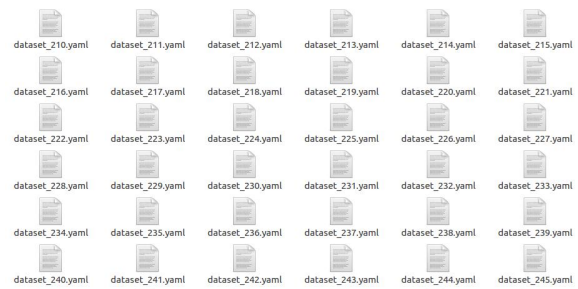 dataset_210.yaml dataset_211.yaml dataset_212.yaml dataset_213.yaml dataset_214.yaml dataset_215.yaml
dataset_216.yaml dataset_217.yaml dataset_218.yaml dataset_219.yaml dataset_220.yaml dataset_221.yaml
dataset_222.yaml dataset_223.yaml dataset_224.yaml dataset_225.yaml dataset_226.yaml dataset_227.yaml
dataset_228.yaml dataset_229.yaml dataset_230.yaml dataset_231.yaml dataset_232.yaml dataset_233.yaml
dataset_234.yaml dataset_235.yaml dataset_236.yaml dataset_237.yaml dataset_238.yaml dataset_239.yaml
dataset_240.yaml dataset_241.yaml dataset_242.yaml dataset_243.yaml dataset_244.yaml dataset_245.yaml